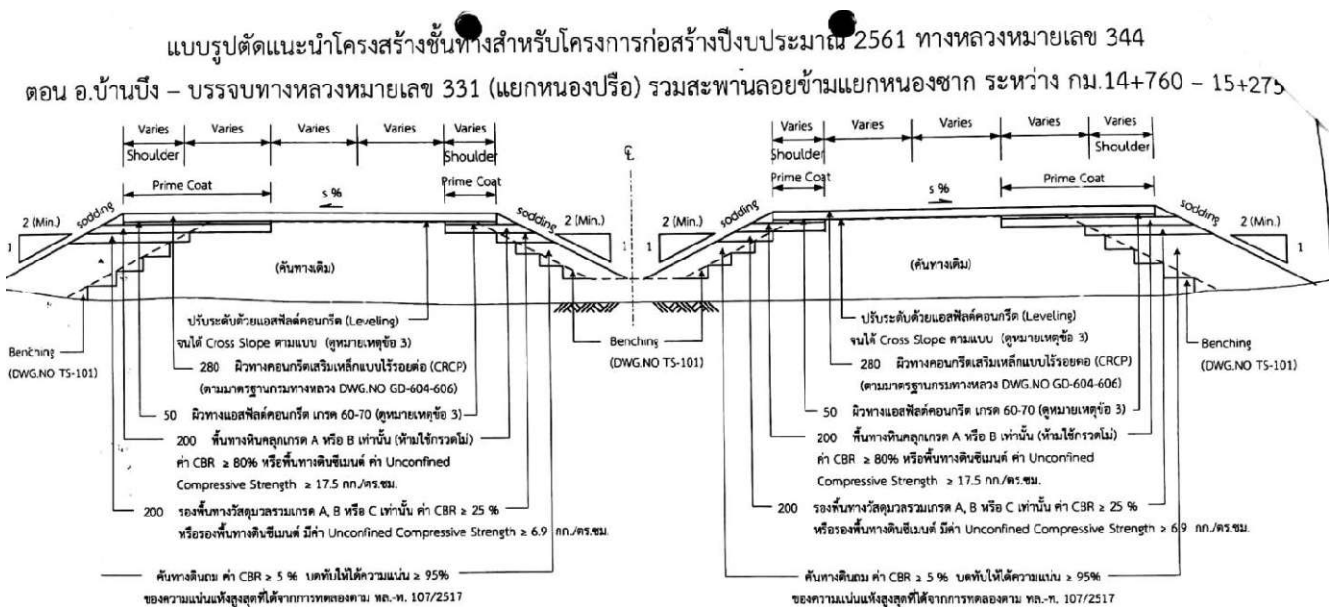 แบบรูปตัดแนะนำโครงสร้างชั้นทางสำหรับโครงการก่อสร้างปีงบประมาณ 2561 ทางหลวงหมายเลข 344
ตอน อ.บ้านบึง – บรรจบทางหลวงหมายเลข 331 (แยกหนองปรือ) รวมสะพานลอยข้ามแยกหนองซาก ระหว่าง กม.14+760 – 15+275
Varies Varies Varies Varies Varies
Shoulder Shoulder
Prime Coat Prime Coat
s %
2 (Min.) sodding sodding 2 (Min.)
1 1
(คันทางเดิม)
ปรับระดับด้วยแอสฟัลต์คอนกรีต (Leveling)
จนได้ Cross Slope ตามแบบ (ดูหมายเหตุข้อ 3)
Benching
(DWG.NO TS-101)
280 ผิวทางคอนกรีตเสริมเหล็กแบบไร้รอยต่อ (CRCP)
(ตามมาตรฐานกรมทางหลวง DWG.NO GD-604-606)
50 ผิวทางแอสฟัลต์คอนกรีต เกรด 60-70 (ดูหมายเหตุข้อ 3)
200 พื้นทางหินคลุกเกรด A หรือ B เท่านั้น (ห้ามใช้กรวดโม่)
ค่า CBR ≥ 80% หรือพื้นทางดินซีเมนต์ ค่า Unconfined
Compressive Strength ≥ 17.5 กก./ตร.ซม.
200 รองพื้นทางวัสดุมวลรวมเกรด A, B หรือ C เท่านั้น ค่า CBR ≥ 25 %
หรือรองพื้นทางดินซีเมนต์ มีค่า Unconfined Compressive Strength ≥ 6.9 กก./ตร.ซม.
คันทางดินถม ค่า CBR ≥ 5 % บดทับให้ได้ความแน่น ≥ 95%
ของความแน่นแห้งสูงสุดที่ได้จากการทดลองตาม ทล.-ท. 107/2517
℄
Benching
(DWG.NO TS-101)
Varies Varies Varies Varies Varies
Shoulder Shoulder
Prime Coat Prime Coat
s %
2 (Min.) sodding sodding 2 (Min.)
1 1
(คันทางเดิม)
ปรับระดับด้วยแอสฟัลต์คอนกรีต (Leveling)
จนได้ Cross Slope ตามแบบ (ดูหมายเหตุข้อ 3)
Benching
(DWG.NO TS-101)
280 ผิวทางคอนกรีตเสริมเหล็กแบบไร้รอยต่อ (CRCP)
(ตามมาตรฐานกรมทางหลวง DWG.NO GD-604-606)
50 ผิวทางแอสฟัลต์คอนกรีต เกรด 60-70 (ดูหมายเหตุข้อ 3)
200 พื้นทางหินคลุกเกรด A หรือ B เท่านั้น (ห้ามใช้กรวดโม่)
ค่า CBR ≥ 80% หรือพื้นทางดินซีเมนต์ ค่า Unconfined
Compressive Strength ≥ 17.5 กก./ตร.ซม.
200 รองพื้นทางวัสดุมวลรวมเกรด A, B หรือ C เท่านั้น ค่า CBR ≥ 25 %
หรือรองพื้นทางดินซีเมนต์ มีค่า Unconfined Compressive Strength ≥ 6.9 กก./ตร.ซม.
คันทางดินถม ค่า CBR ≥ 5 % บดทับให้ได้ความแน่น ≥ 95%
ของความแน่นแห้งสูงสุดที่ได้จากการทดลองตาม ทล.-ท. 107/2517